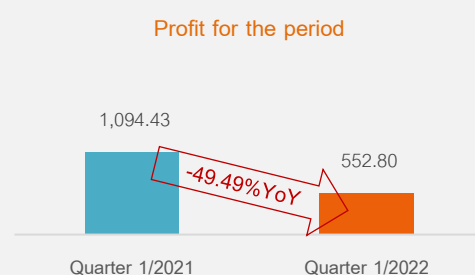 Profit for the period
1,094.43
-49.49%YoY
552.80
Quarter 1/2021
Quarter 1/2022